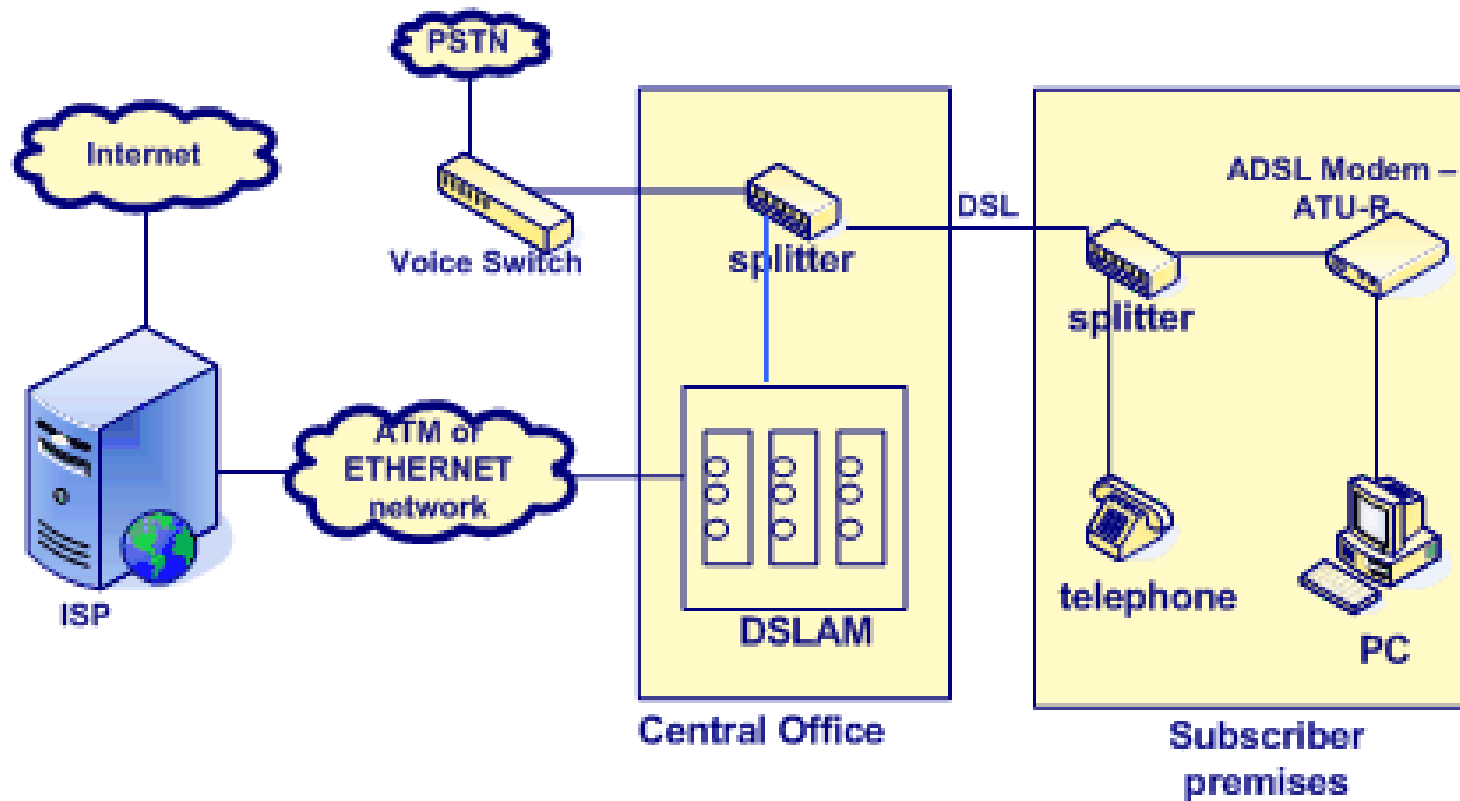 PSTN
Internet
Voice Switch
splitter
DSL
ADSL Modem –
ATU-R
splitter
ATM or
ETHERNET
network
ISP
DSLAM
telephone
PC
Central Office
Subscriber
premises